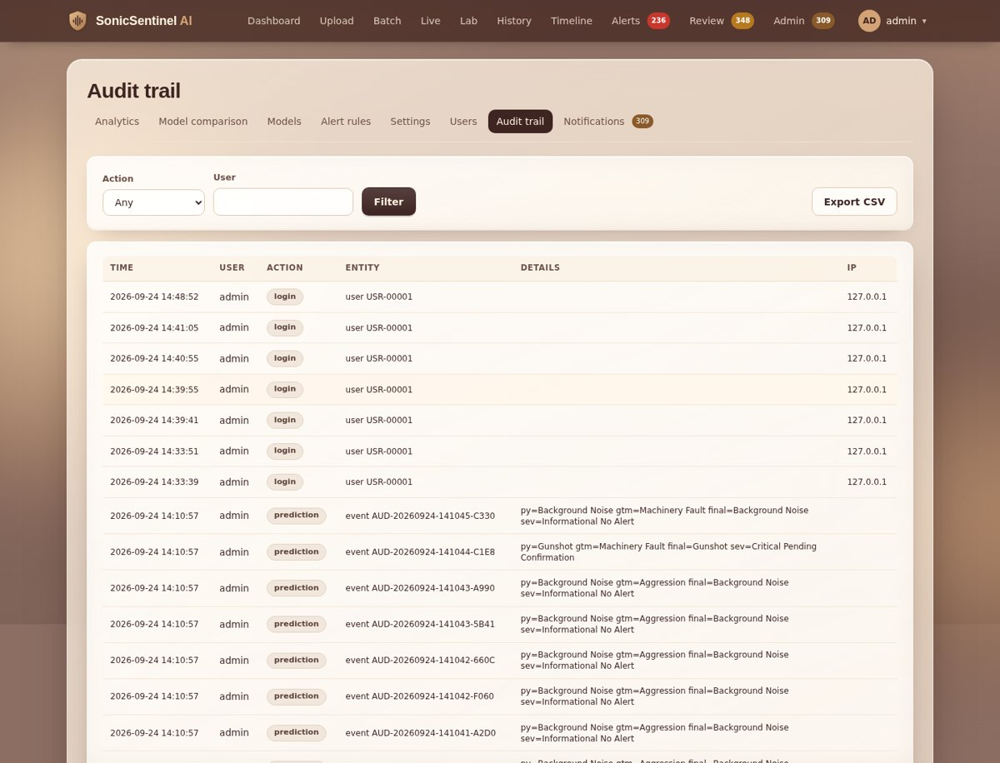 SonicSentinel AI
Dashboard Upload Batch Live Lab History Timeline Alerts 236 Review 348 Admin 309 AD admin ▾
Audit trail
Analytics Model comparison Models Alert rules Settings Users Audit trail Notifications 309
Action User
Any Filter Export CSV
TIME USER ACTION ENTITY DETAILS IP
2026-09-24 14:48:52 admin login user USR-00001 127.0.0.1
2026-09-24 14:41:05 admin login user USR-00001 127.0.0.1
2026-09-24 14:40:55 admin login user USR-00001 127.0.0.1
2026-09-24 14:39:55 admin login user USR-00001 127.0.0.1
2026-09-24 14:39:41 admin login user USR-00001 127.0.0.1
2026-09-24 14:33:51 admin login user USR-00001 127.0.0.1
2026-09-24 14:33:39 admin login user USR-00001 127.0.0.1
2026-09-24 14:10:57 admin prediction event AUD-20260924-141045-C330 py=Background Noise gtm=Machinery Fault final=Background Noise
sev=Informational No Alert
2026-09-24 14:10:57 admin prediction event AUD-20260924-141044-C1E8 py=Gunshot gtm=Machinery Fault final=Gunshot sev=Critical Pending
Confirmation
2026-09-24 14:10:57 admin prediction event AUD-20260924-141043-A990 py=Background Noise gtm=Aggression final=Background Noise
sev=Informational No Alert
2026-09-24 14:10:57 admin prediction event AUD-20260924-141043-5B41 py=Background Noise gtm=Aggression final=Background Noise
sev=Informational No Alert
2026-09-24 14:10:57 admin prediction event AUD-20260924-141042-660C py=Background Noise gtm=Aggression final=Background Noise
sev=Informational No Alert
2026-09-24 14:10:57 admin prediction event AUD-20260924-141042-F060 py=Background Noise gtm=Aggression final=Background Noise
sev=Informational No Alert
2026-09-24 14:10:57 admin prediction event AUD-20260924-141041-A2D0 py=Background Noise gtm=Aggression final=Background Noise
sev=Informational No Alert